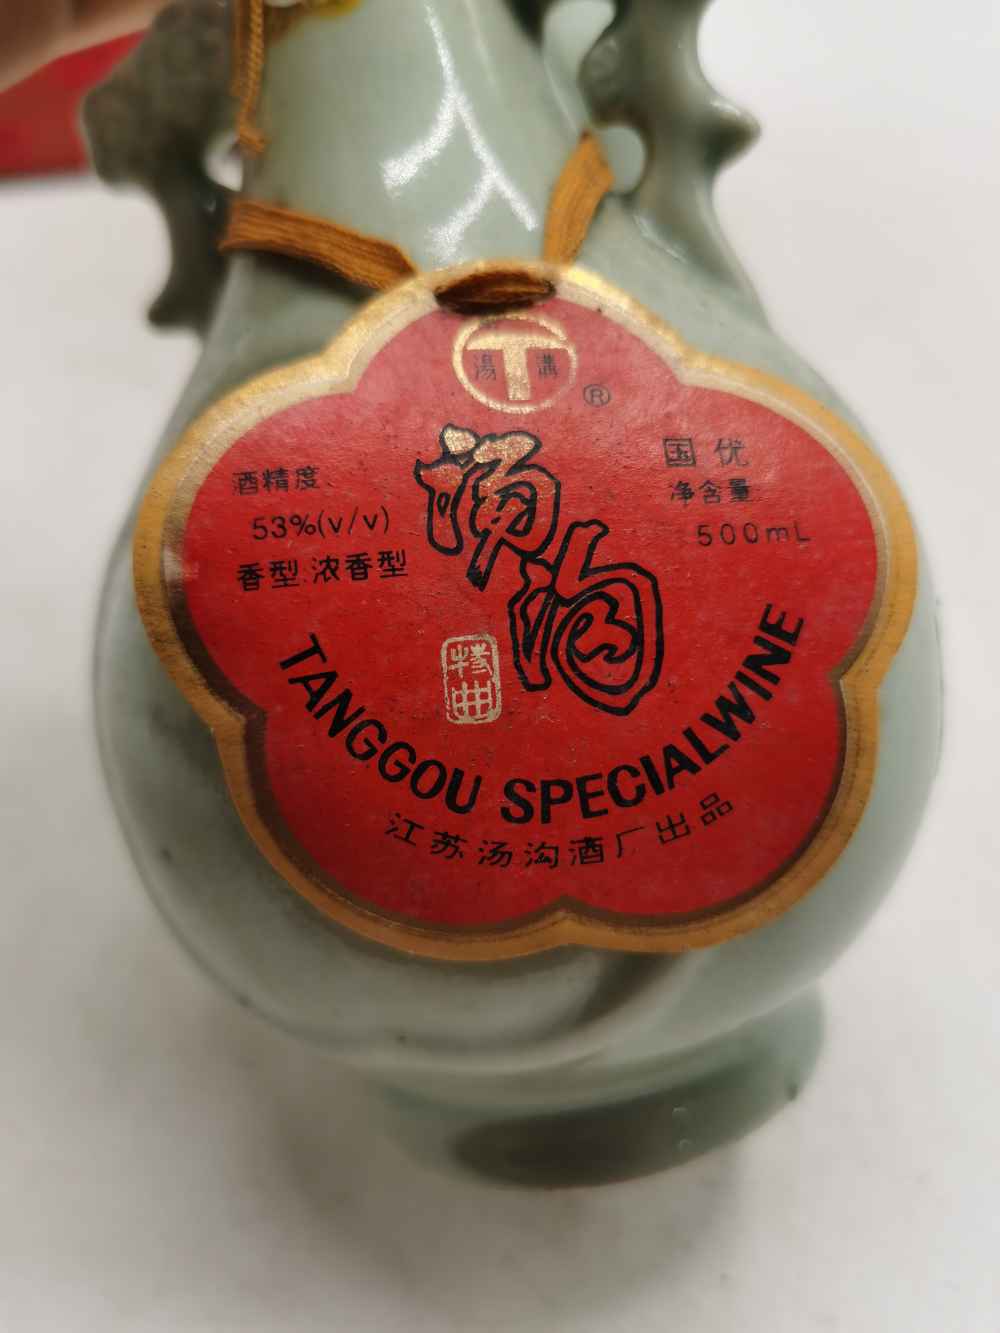 湯 T 溝
®
国优
净含量
500mL
酒精度
53%(v/v)
香型:浓香型
汤沟
特曲
TANGGOU SPECIALWINE
江苏汤沟酒厂出品